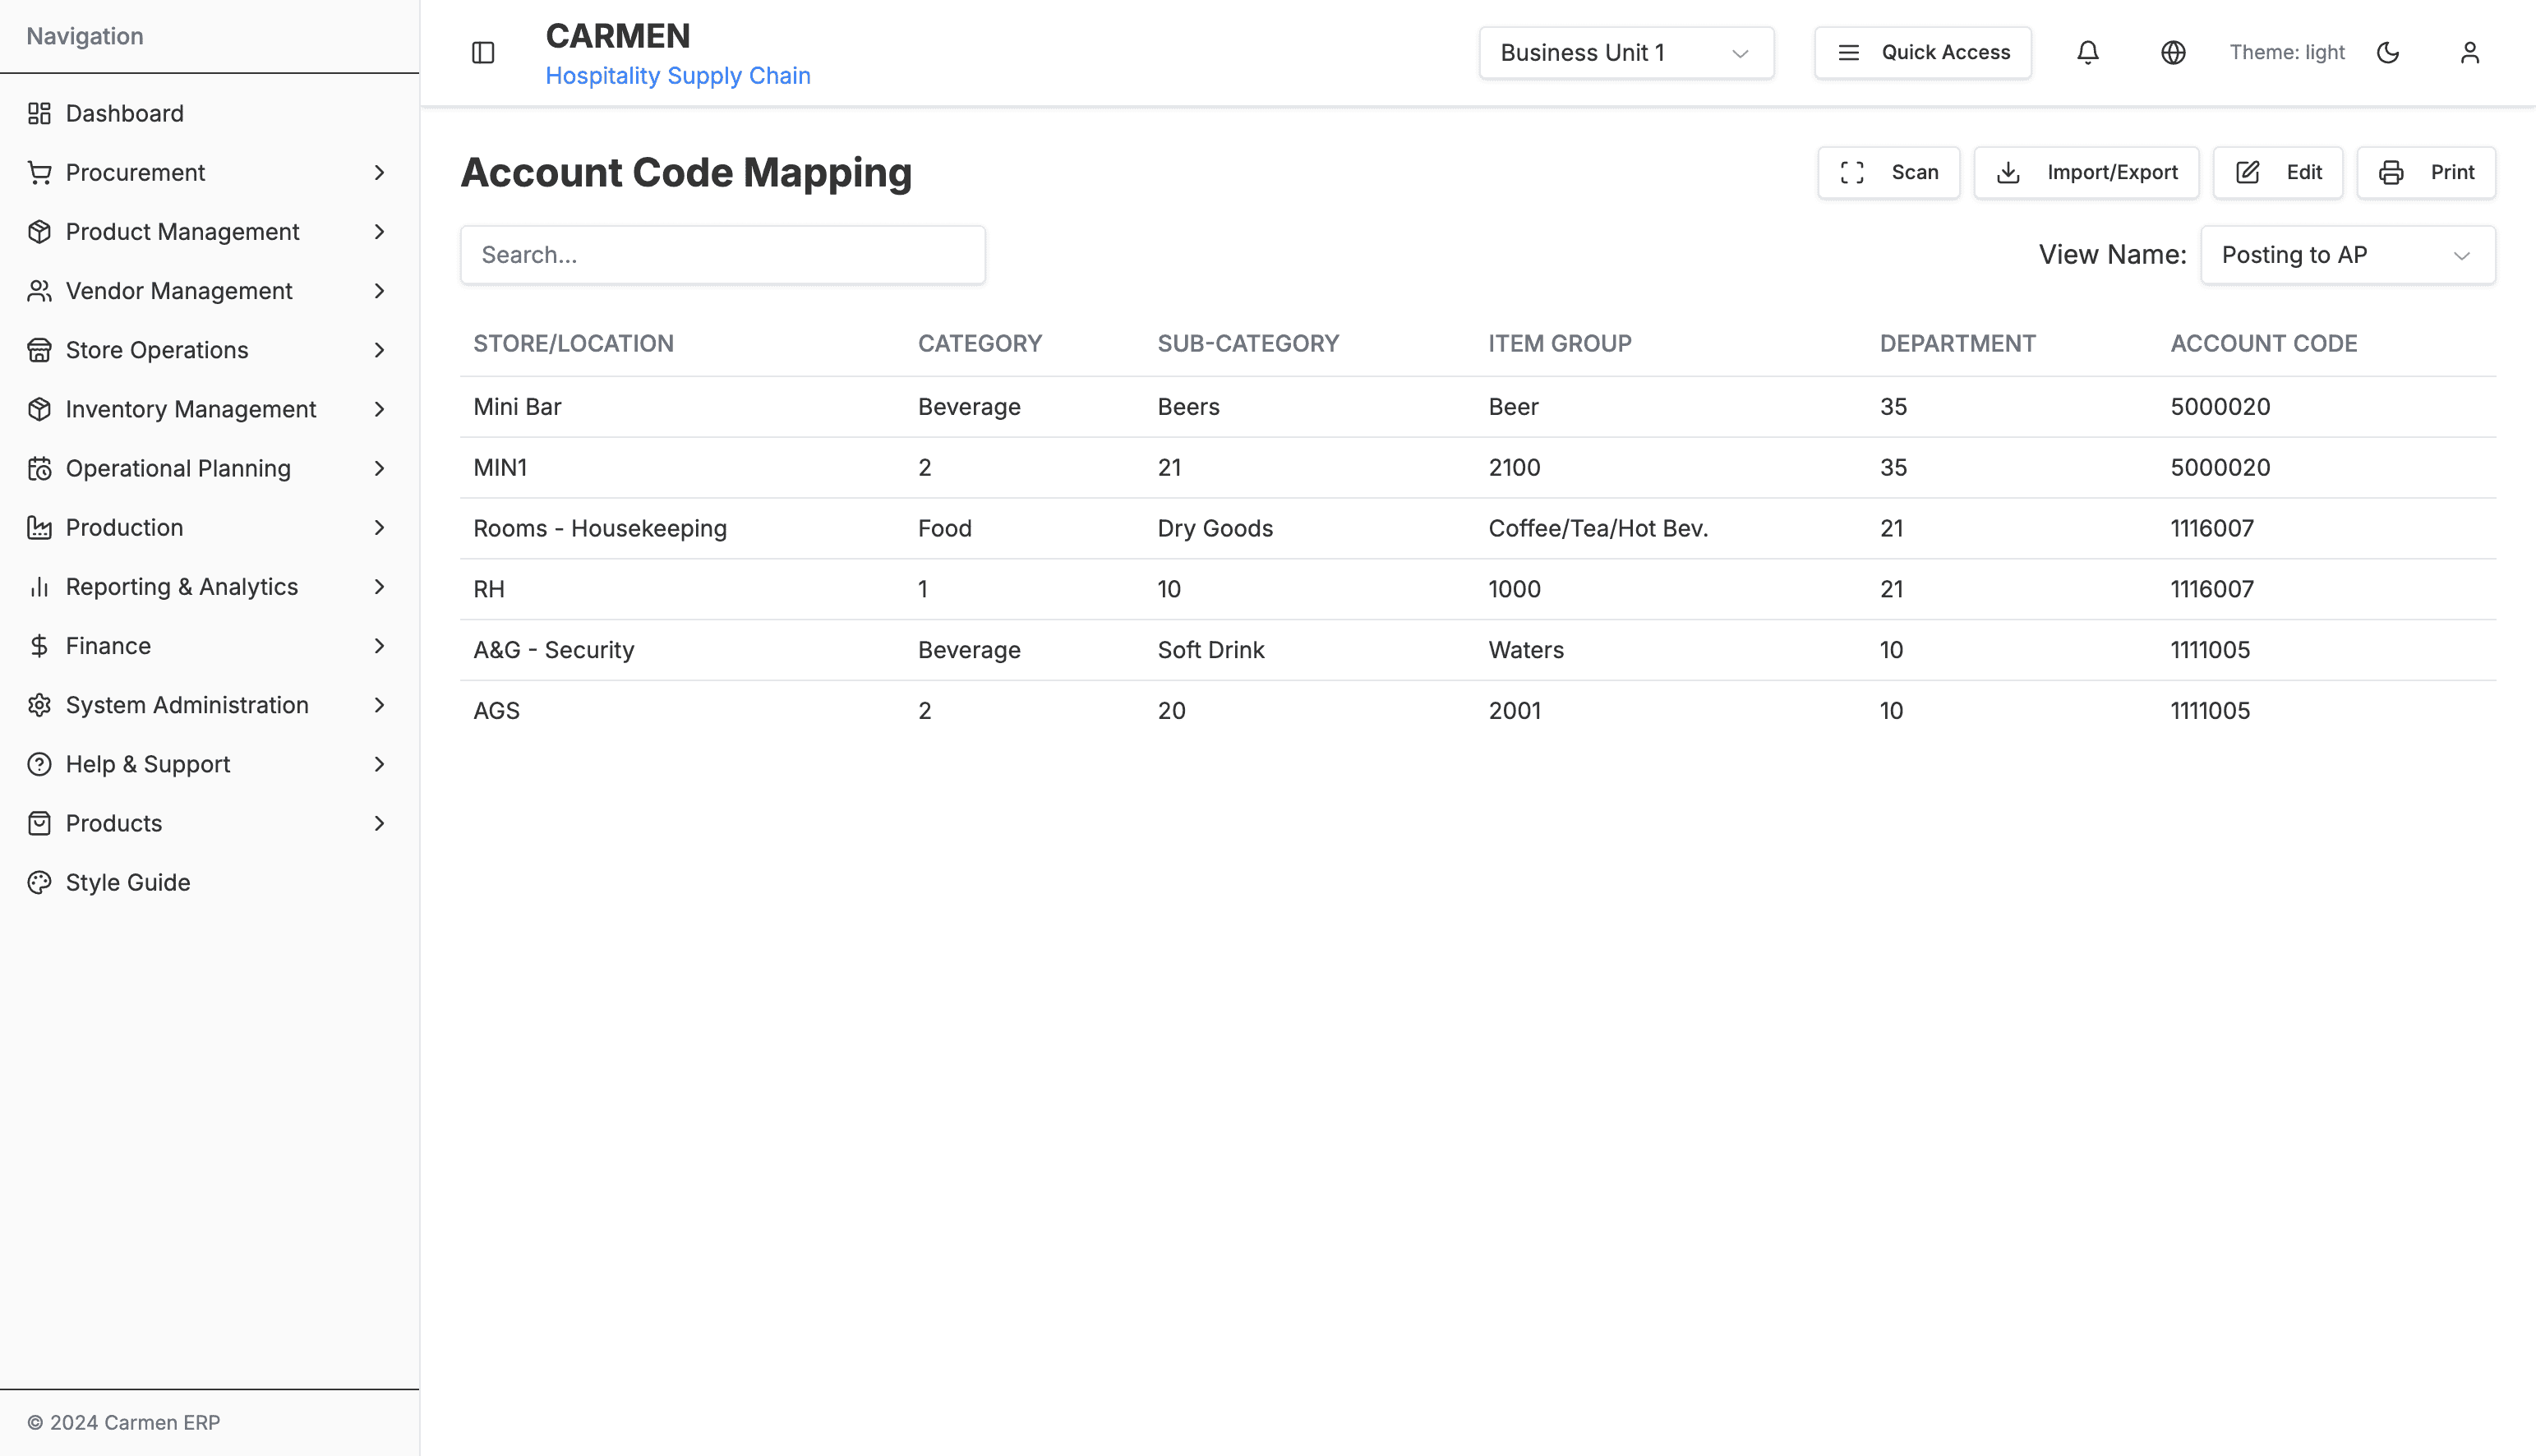 Navigation
Dashboard
Procurement
Product Management
Vendor Management
Store Operations
Inventory Management
Operational Planning
Production
Reporting & Analytics
Finance
System Administration
Help & Support
Products
Style Guide
© 2024 Carmen ERP
CARMEN
Hospitality Supply Chain
Business Unit 1
Quick Access
Theme: light
Account Code Mapping
Scan
Import/Export
Edit
Print
Search...
View Name: Posting to AP
STORE/LOCATION CATEGORY SUB-CATEGORY ITEM GROUP DEPARTMENT ACCOUNT CODE
Mini Bar Beverage Beers Beer 35 5000020
MIN1 2 21 2100 35 5000020
Rooms - Housekeeping Food Dry Goods Coffee/Tea/Hot Bev. 21 1116007
RH 1 10 1000 21 1116007
A&G - Security Beverage Soft Drink Waters 10 1111005
AGS 2 20 2001 10 1111005